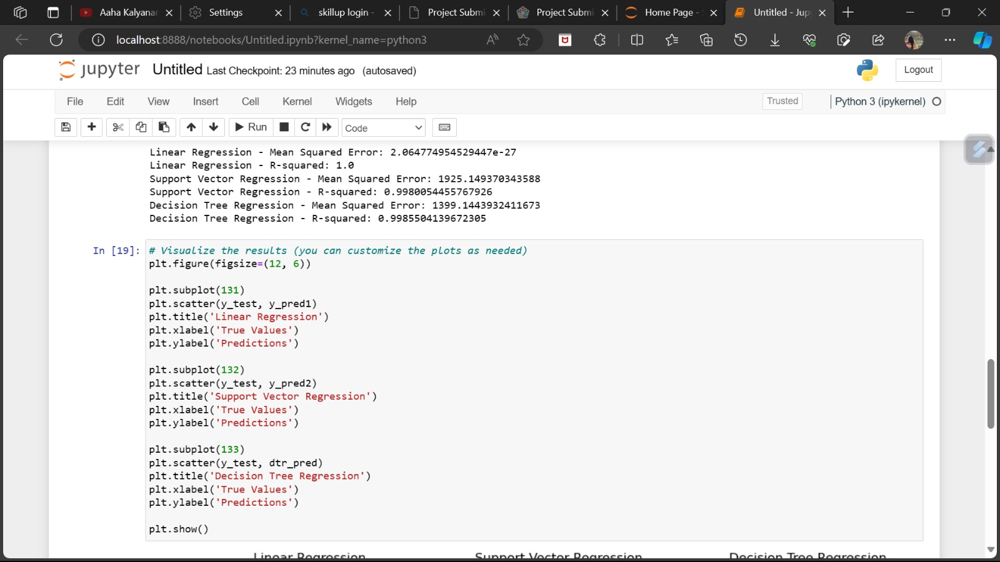 Aaha Kalyanar
Settings
skillup login -
Project Submi
Project Submi
Home Page -
Untitled - Jup
localhost:8888/notebooks/Untitled.ipynb?kernel_name=python3
jupyter Untitled Last Checkpoint: 23 minutes ago (autosaved)
Logout
File Edit View Insert Cell Kernel Widgets Help
Trusted
Python 3 (ipykernel)
Run
Code
Linear Regression - Mean Squared Error: 2.064774954529447e-27
Linear Regression - R-squared: 1.0
Support Vector Regression - Mean Squared Error: 1925.149370343588
Support Vector Regression - R-squared: 0.9980054455767926
Decision Tree Regression - Mean Squared Error: 1399.1443932411673
Decision Tree Regression - R-squared: 0.9985504139672305
In [19]: # Visualize the results (you can customize the plots as needed)
plt.figure(figsize=(12, 6))
plt.subplot(131)
plt.scatter(y_test, y_pred1)
plt.title('Linear Regression')
plt.xlabel('True Values')
plt.ylabel('Predictions')
plt.subplot(132)
plt.scatter(y_test, y_pred2)
plt.title('Support Vector Regression')
plt.xlabel('True Values')
plt.ylabel('Predictions')
plt.subplot(133)
plt.scatter(y_test, dtr_pred)
plt.title('Decision Tree Regression')
plt.xlabel('True Values')
plt.ylabel('Predictions')
plt.show()
Linear Regression Support Vector Regression Decision Tree Regression